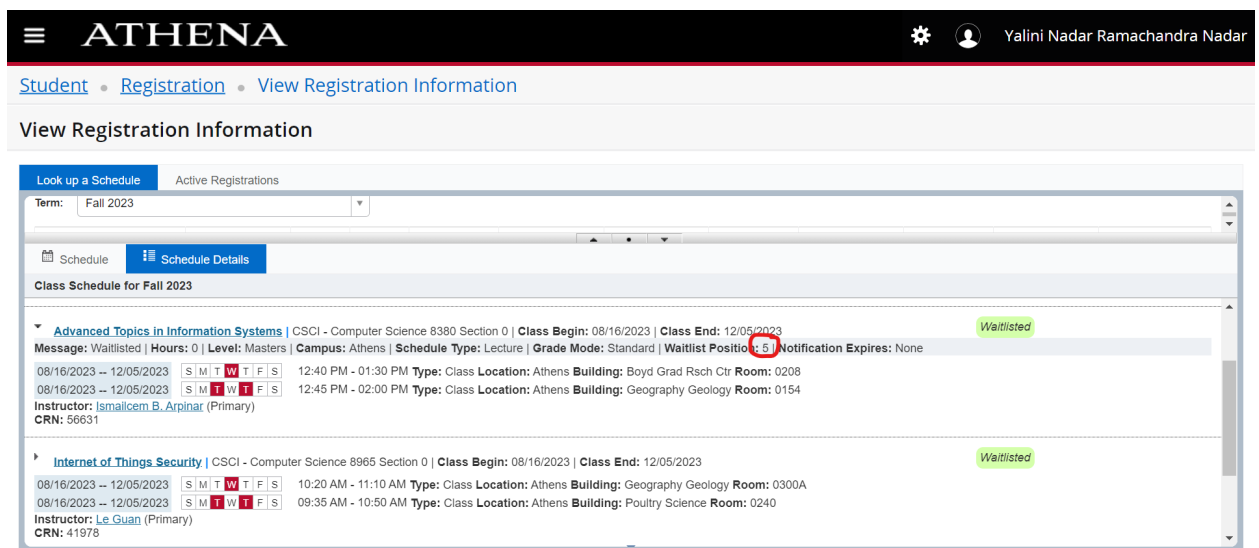 ATHENA
Yalini Nadar Ramachandra Nadar
Student • Registration • View Registration Information
View Registration Information
Look up a Schedule Active Registrations
Term: Fall 2023
Schedule Schedule Details
Class Schedule for Fall 2023
Advanced Topics in Information Systems | CSCI - Computer Science 8380 Section 0 | Class Begin: 08/16/2023 | Class End: 12/05/2023 Waitlisted
Message: Waitlisted | Hours: 0 | Level: Masters | Campus: Athens | Schedule Type: Lecture | Grade Mode: Standard | Waitlist Position: 5 | Notification Expires: None
08/16/2023 -- 12/05/2023 S M T W T F S 12:40 PM - 01:30 PM Type: Class Location: Athens Building: Boyd Grad Rsch Ctr Room: 0208
08/16/2023 -- 12/05/2023 S M T W T F S 12:45 PM - 02:00 PM Type: Class Location: Athens Building: Geography Geology Room: 0154
Instructor: Ismailcem B. Arpinar (Primary)
CRN: 56631
Internet of Things Security | CSCI - Computer Science 8965 Section 0 | Class Begin: 08/16/2023 | Class End: 12/05/2023 Waitlisted
08/16/2023 -- 12/05/2023 S M T W T F S 10:20 AM - 11:10 AM Type: Class Location: Athens Building: Geography Geology Room: 0300A
08/16/2023 -- 12/05/2023 S M T W T F S 09:35 AM - 10:50 AM Type: Class Location: Athens Building: Poultry Science Room: 0240
Instructor: Le Guan (Primary)
CRN: 41978